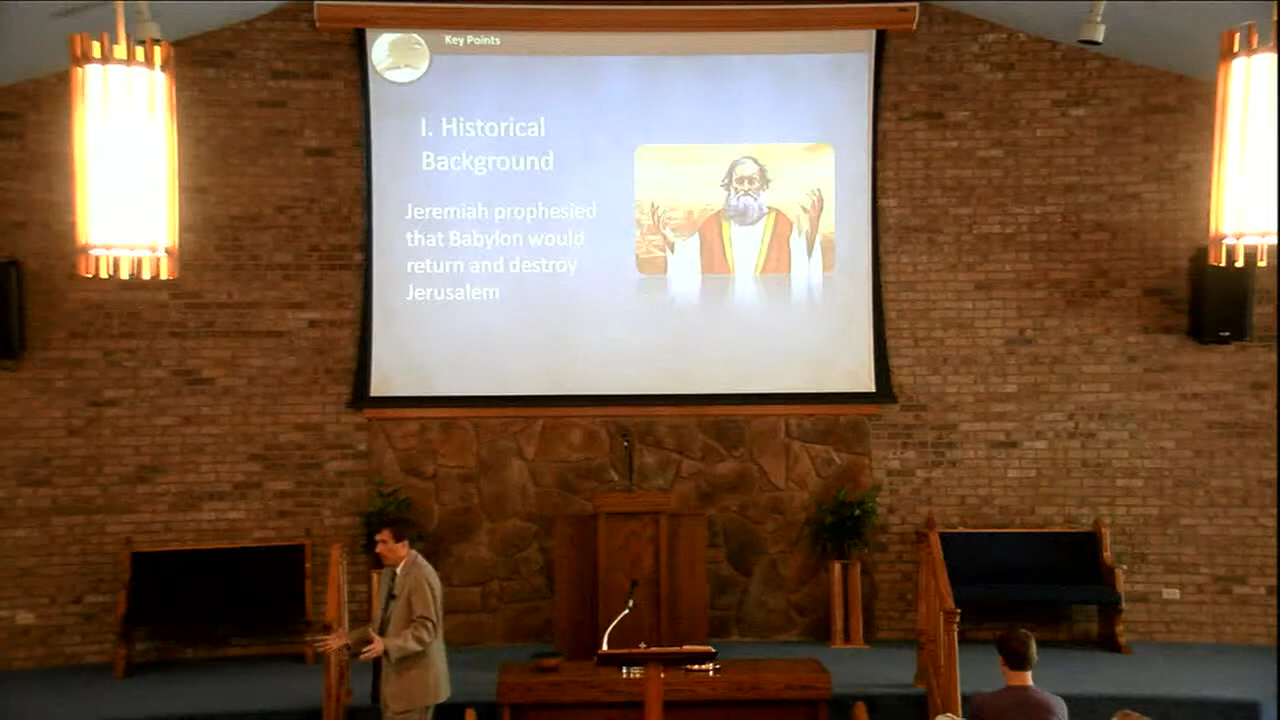 Key Points
I. Historical
Background
Jeremiah prophesied
that Babylon would
return and destroy
Jerusalem